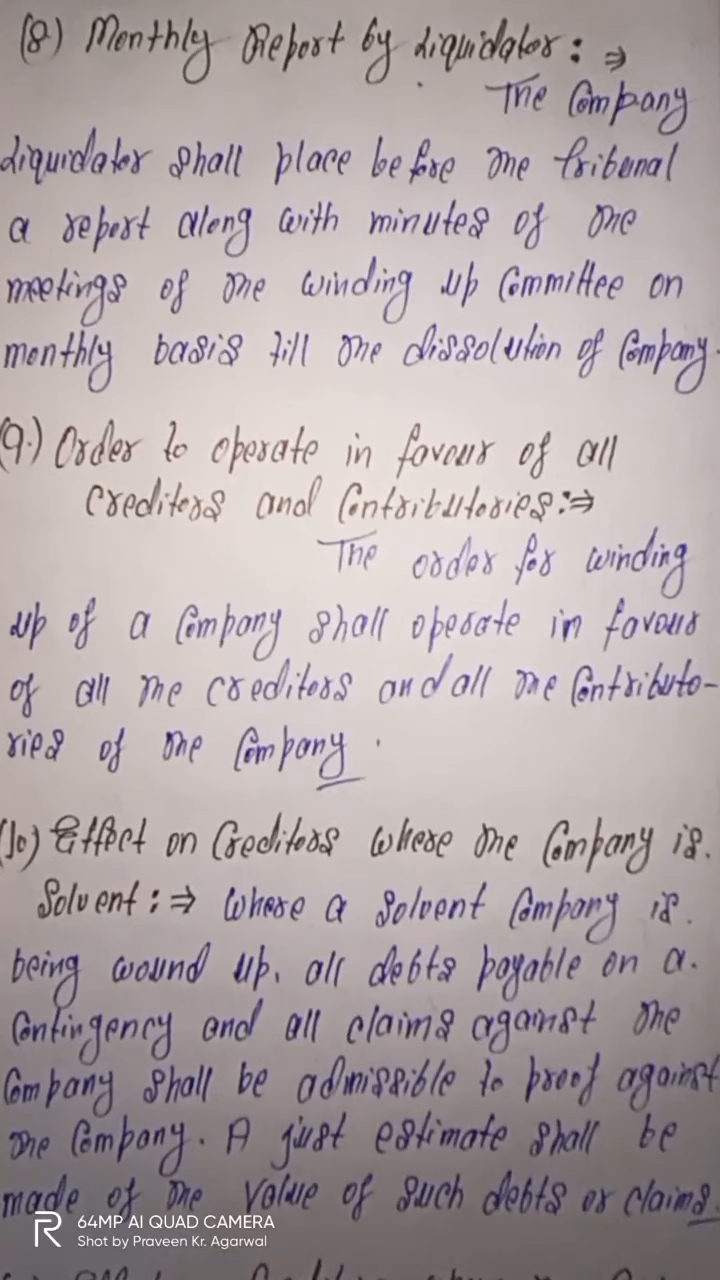 (8) Monthly Report by Liquidator: ⇒
The Company
Liquidator shall place before the tribunal
a report along with minutes of the
meetings of the winding up Committee on
monthly basis till the dissolution of Company.
(9.) Order to operate in favour of all
creditors and Contributories:⇒
The order for winding
up of a Company shall operate in favour
of all the creditors and all the Contributo-
ries of the Company.
(10) Effect on Creditors where the Company is.
Solvent: ⇒ Where a Solvent Company is.
being wound up, all debts payable on a.
Contingency and all claims against the
Company shall be admissible to proof against
the Company. A just estimate shall be
made of the value of such debts or claims
R 64MP AI QUAD CAMERA
Shot by Praveen Kr. Agarwal